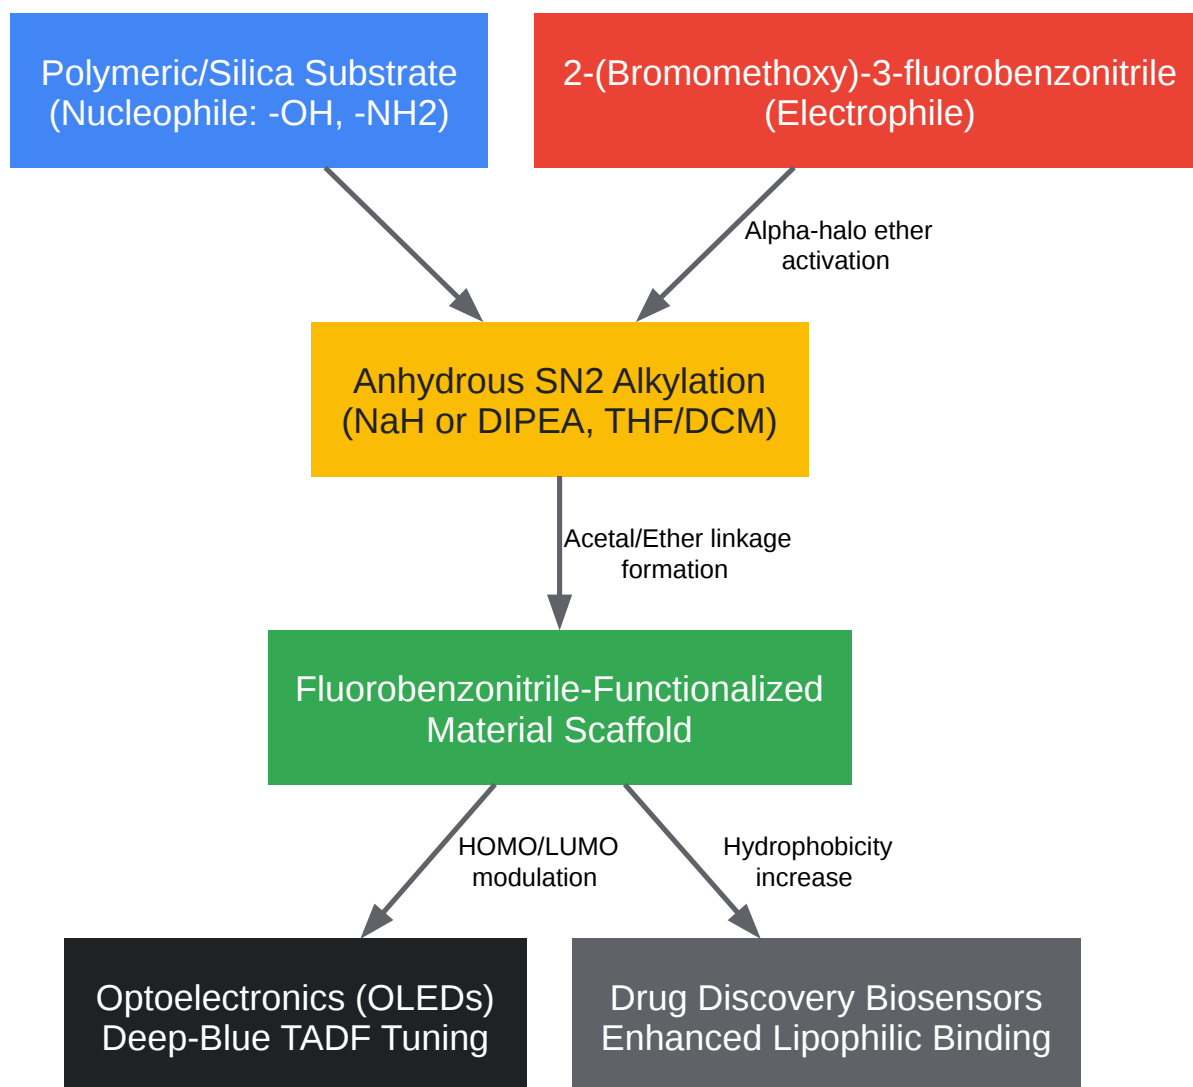 Polymeric/Silica Substrate
(Nucleophile: -OH, -NH2)
2-(Bromomethoxy)-3-fluorobenzonitrile
(Electrophile)
Alpha-halo ether
activation
Anhydrous SN2 Alkylation
(NaH or DIPEA, THF/DCM)
Acetal/Ether linkage
formation
Fluorobenzonitrile-Functionalized
Material Scaffold
HOMO/LUMO
modulation
Hydrophobicity
increase
Optoelectronics (OLEDs)
Deep-Blue TADF Tuning
Drug Discovery Biosensors
Enhanced Lipophilic Binding